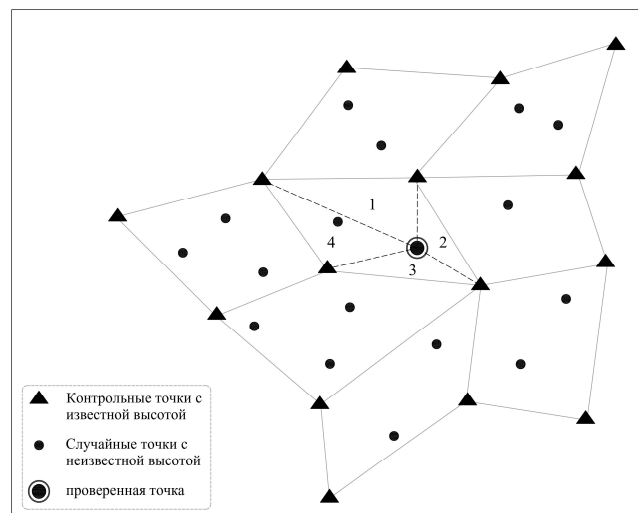 1
2
3
4
Контрольные точки с
известной высотой
Случайные точки с
неизвестной высотой
проверенная точка